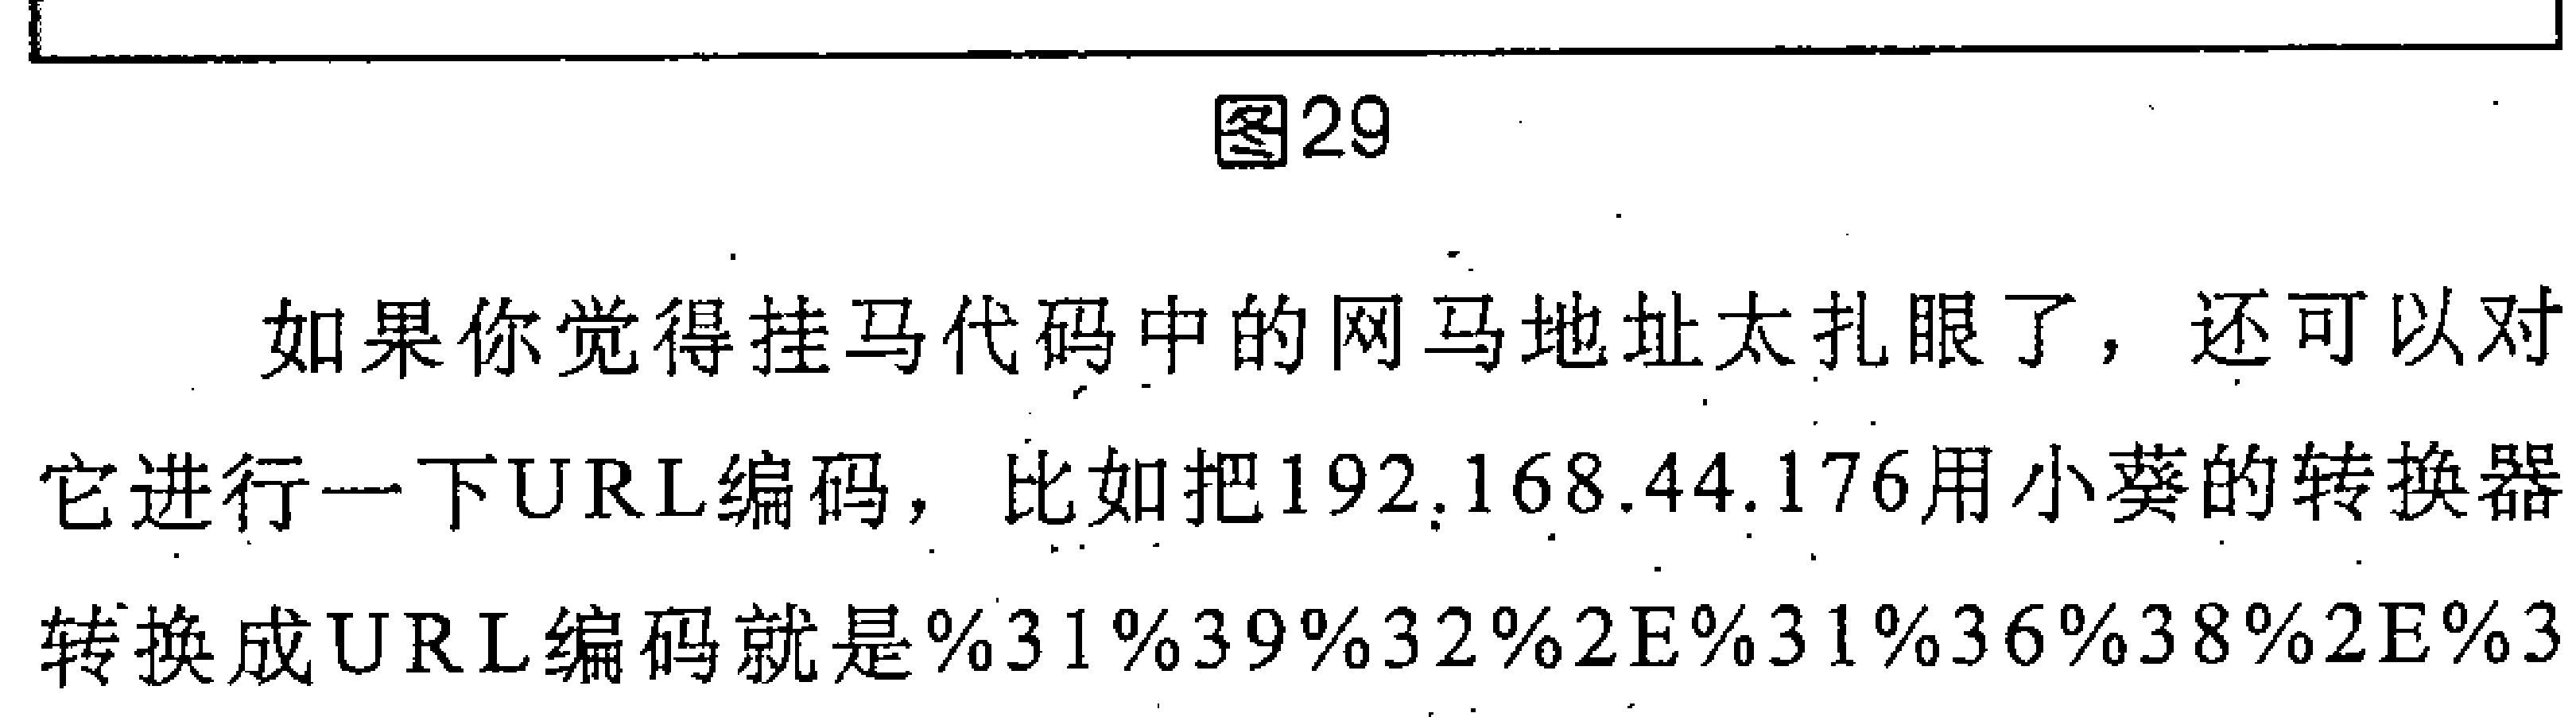 图29
如果你觉得挂马代码中的网马地址太扎眼了，还可以对
它进行一下URL编码，比如把192.168.44.176用小葵的转换器
转换成URL编码就是%31%39%32%2E%31%36%38%2E%3